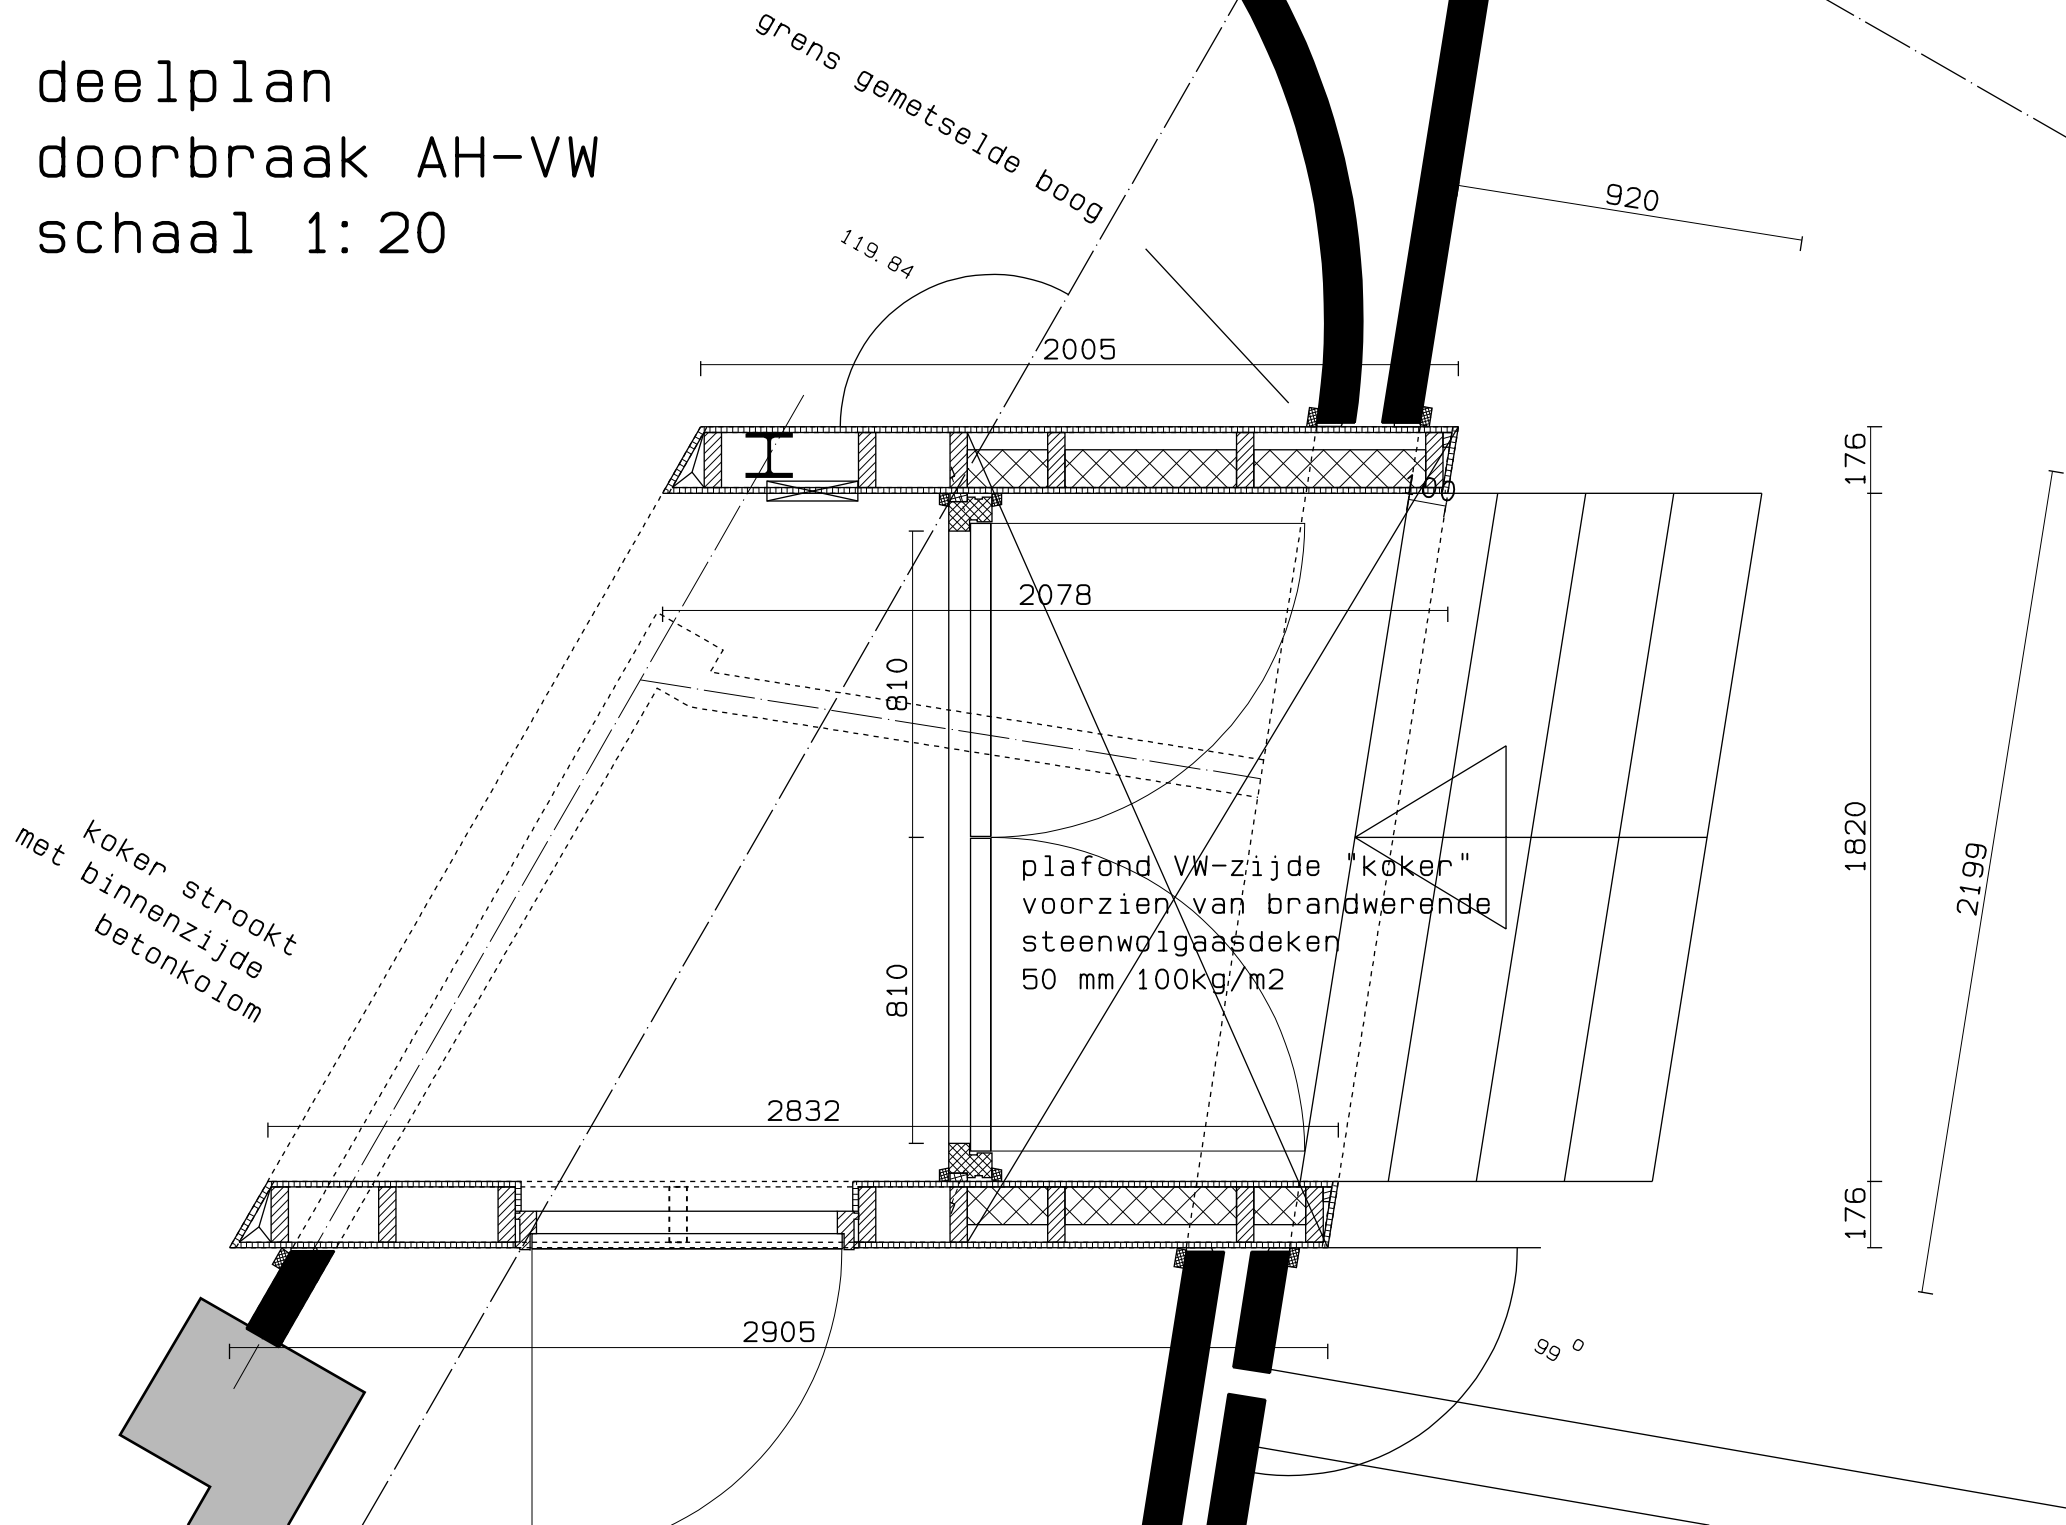 deelplan
doorbraak AH-VW
schaal 1:20
grens gemetselde boog
920
119.84
2005
176
100
2078
810
1820
2199
koker strookt
met binnenzijde
betonkolom
plafond VW-zijde "koker"
voorzien van brandwerende
steenwolgaasdeken
50 mm 100kg/m2
810
2832
176
2905
99°